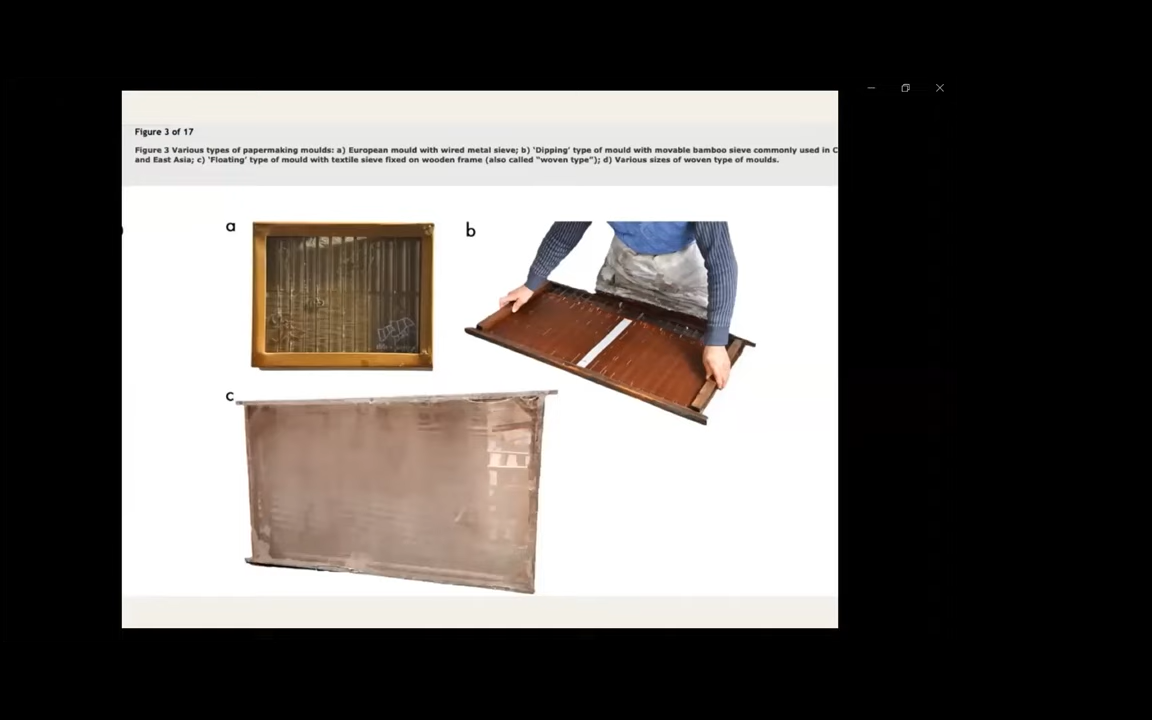 Figure 3 of 17
Figure 3 Various types of papermaking moulds: a) European mould with wired metal sieve; b) ‘Dipping’ type of mould with movable bamboo sieve commonly used in C
and East Asia; c) ‘Floating’ type of mould with textile sieve fixed on wooden frame (also called “woven type”); d) Various sizes of woven type of moulds.
a
b
c